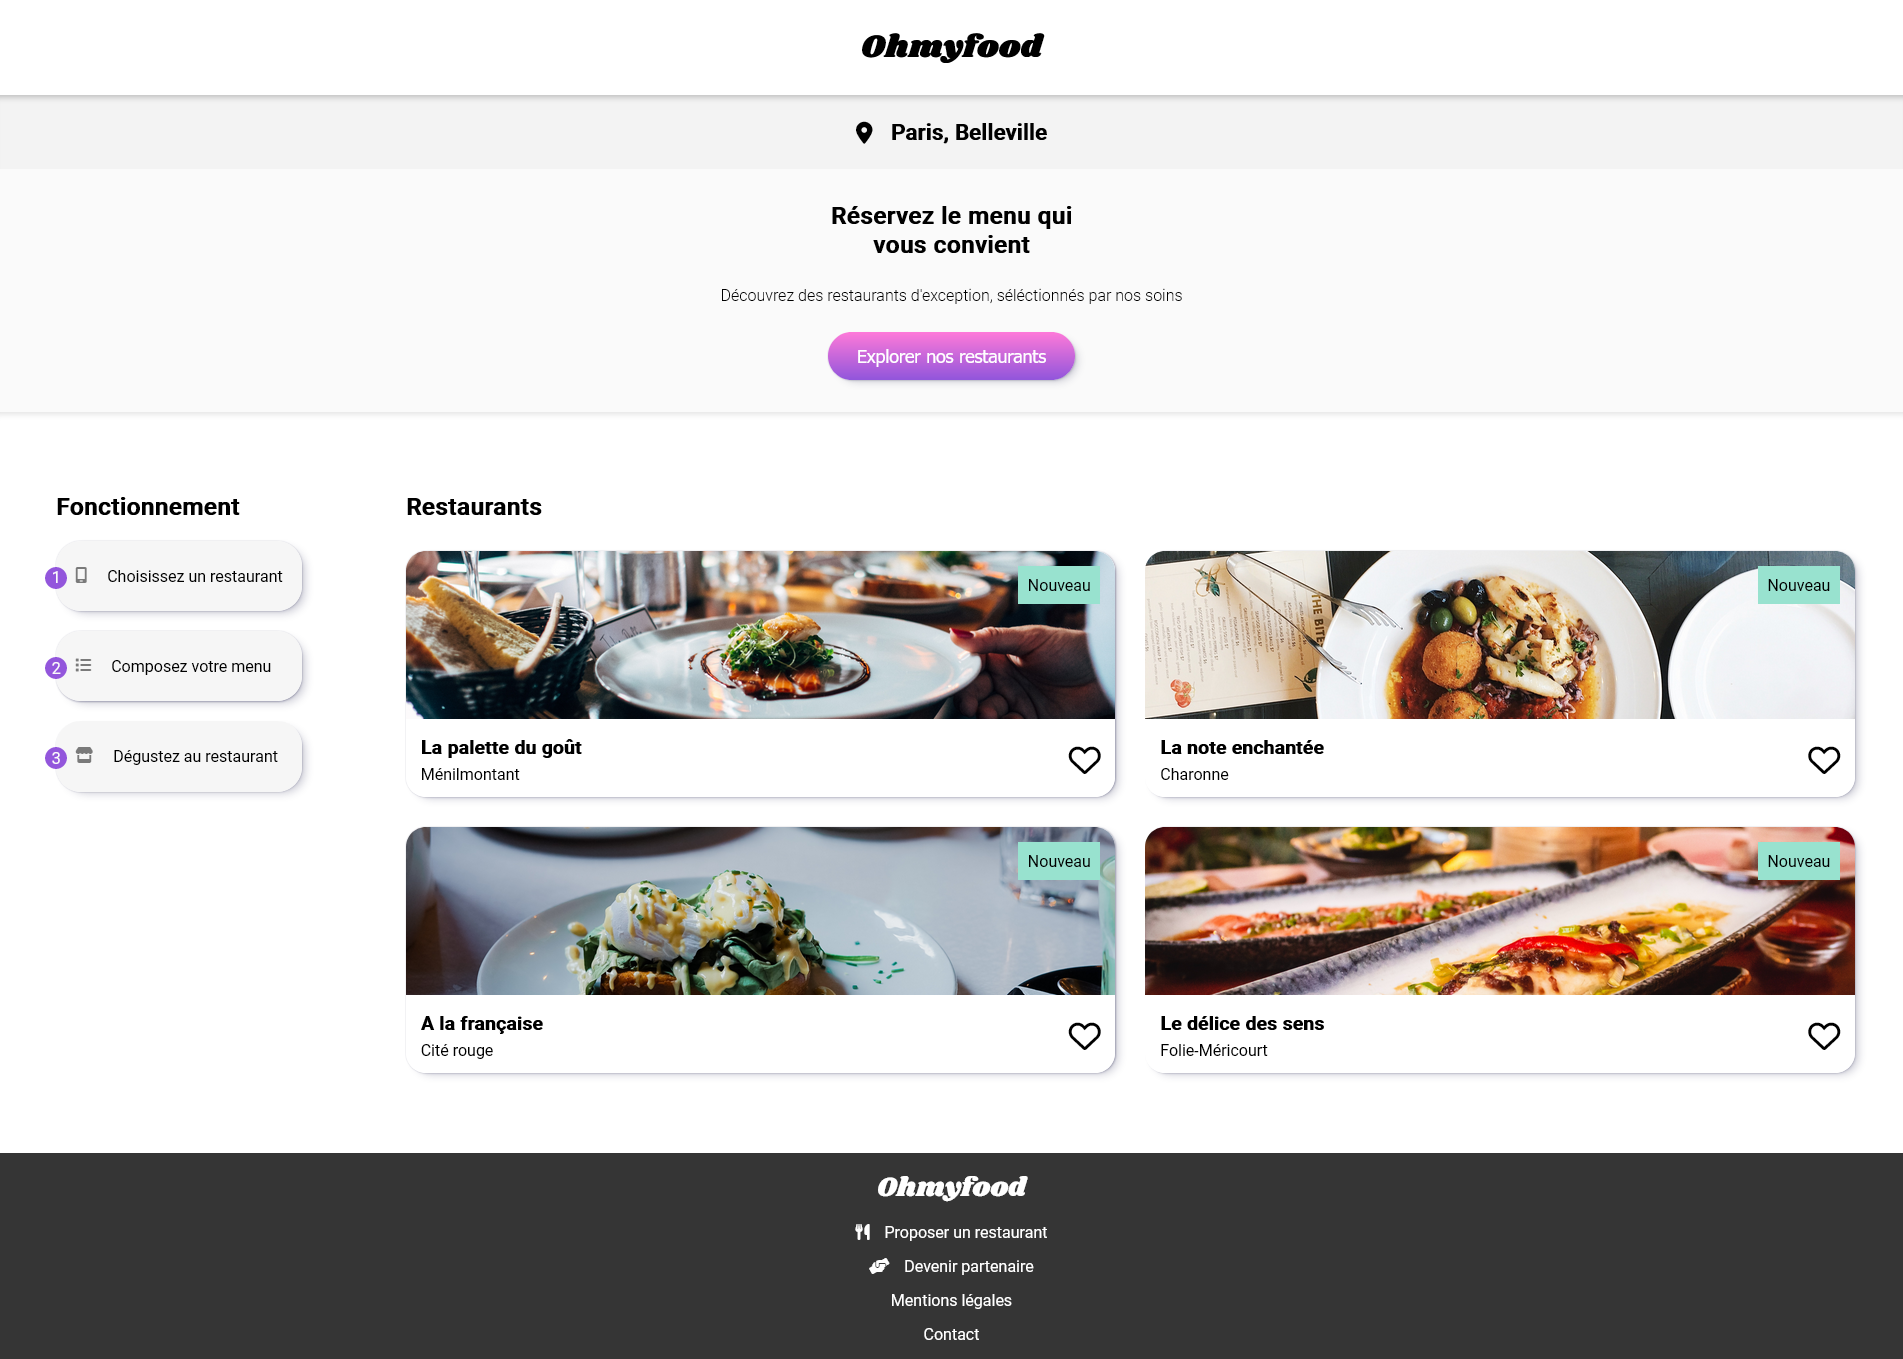 Ohmyfood
Paris, Belleville
Réservez le menu qui
vous convient
Découvrez des restaurants d'exception, séléctionnés par nos soins
Explorer nos restaurants
Fonctionnement
1 Choisissez un restaurant
2 Composez votre menu
3 Dégustez au restaurant
Restaurants
Nouveau
La palette du goût
Ménilmontant
Nouveau
THE BITE
La note enchantée
Charonne
Nouveau
A la française
Cité rouge
Nouveau
Le délice des sens
Folie-Méricourt
Ohmyfood
Proposer un restaurant
Devenir partenaire
Mentions légales
Contact